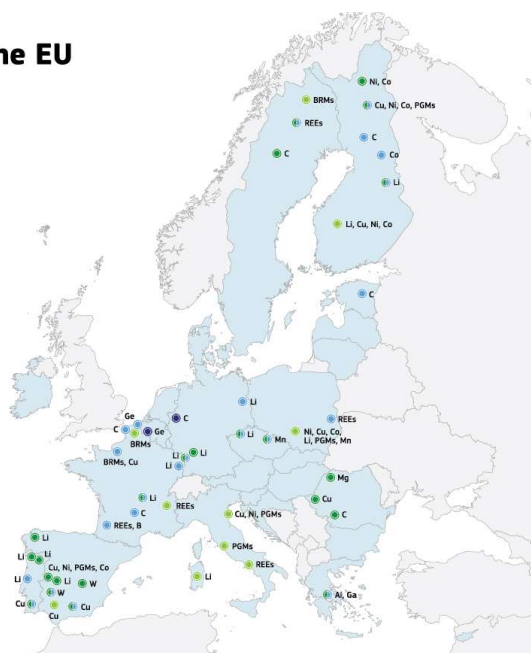 he EU
Ni, Co
BRMs
Cu, Ni, Co, PGMs
REEs
C
C
Co
Li
Li, Cu, Ni, Co
C
Li
Ge
C
REEs
C
Ge
BRMs
Li
Ni, Cu, Co,
Li, PGMs, Mn
Mn
BRMs, Cu
Li
Li
Li
Mg
Li
REEs
Cu
C
Cu, Ni, PGMs
C
REEs, B
Li
PGMs
Li
Li
Cu, Ni, PGMs, Co
REEs
Li
Li
Li
W
W
Al, Ga
Cu
Cu
Cu